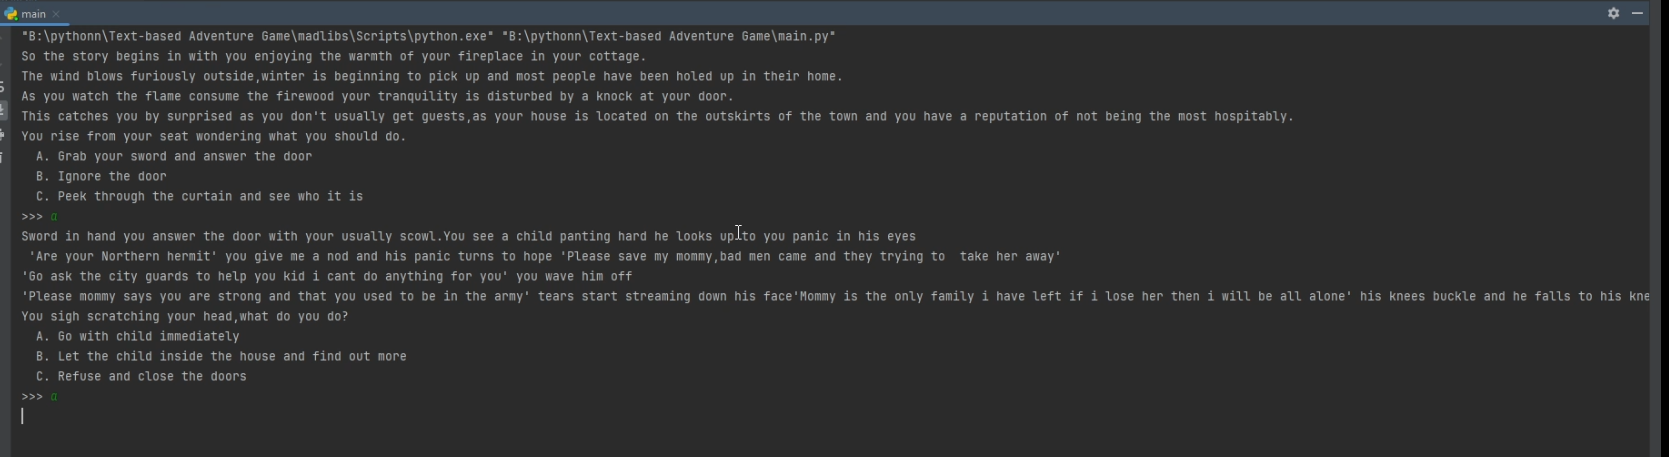 main
"B:\pythonn\Text-based Adventure Game\madlibs\Scripts\python.exe" "B:\pythonn\Text-based Adventure Game\main.py"
So the story begins in with you enjoying the warmth of your fireplace in your cottage.
The wind blows furiously outside,winter is beginning to pick up and most people have been holed up in their home.
As you watch the flame consume the firewood your tranquility is disturbed by a knock at your door.
This catches you by surprised as you don't usually get guests,as your house is located on the outskirts of the town and you have a reputation of not being the most hospitably.
You rise from your seat wondering what you should do.
A. Grab your sword and answer the door
B. Ignore the door
C. Peek through the curtain and see who it is
>>> a
Sword in hand you answer the door with your usually scowl.You see a child panting hard he looks up to you panic in his eyes
'Are your Northern hermit' you give me a nod and his panic turns to hope 'Please save my mommy,bad men came and they trying to  take her away'
'Go ask the city guards to help you kid i cant do anything for you' you wave him off
'Please mommy says you are strong and that you used to be in the army' tears start streaming down his face'Mommy is the only family i have left if i lose her then i will be all alone' his knees buckle and he falls to his kne
You sigh scratching your head,what do you do?
A. Go with child immediately
B. Let the child inside the house and find out more
C. Refuse and close the doors
>>> a